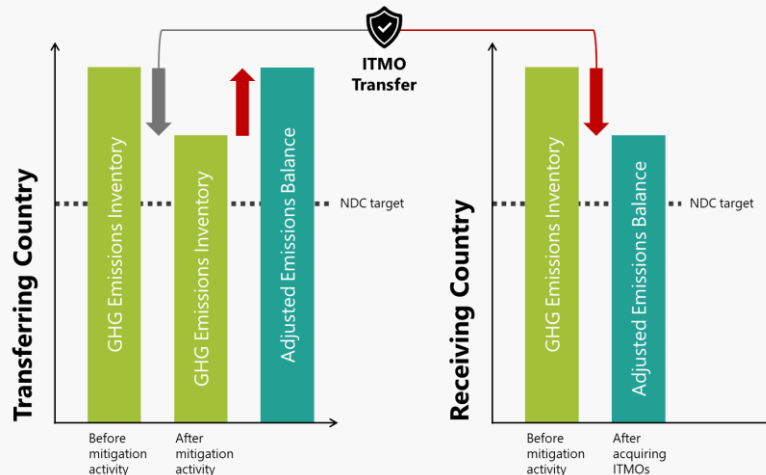 ITMO
Transfer
Transferring Country
GHG Emissions Inventory
GHG Emissions Inventory
Adjusted Emissions Balance
NDC target
Before
mitigation
activity
After
mitigation
activity
Receiving Country
GHG Emissions Inventory
Adjusted Emissions Balance
NDC target
Before
mitigation
activity
After
acquiring
ITMOs